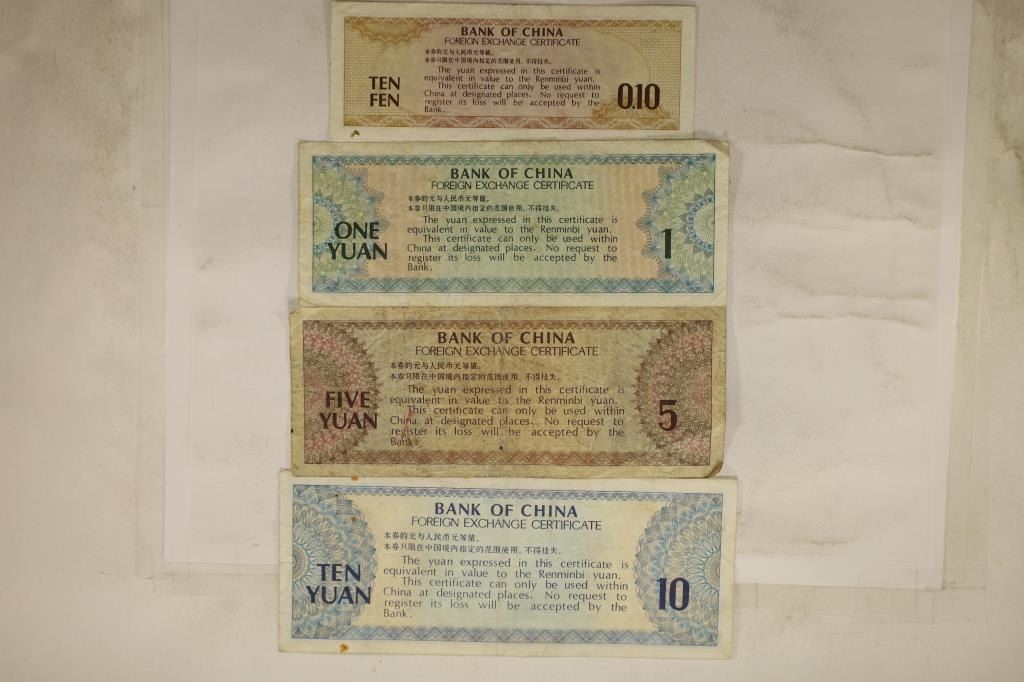 BANK OF CHINA
FOREIGN EXCHANGE CERTIFICATE
本券的元与人民币元等值。
本券只限在中国境内指定的范围使用,不得挂失。
The yuan expressed in this certificate is
equivalent in value to the Renminbi yuan.
This certificate can only be used within
China at designated places. No request to
register its loss will be accepted by the
Bank.
TEN
FEN
0.10
BANK OF CHINA
FOREIGN EXCHANGE CERTIFICATE
本券的元与人民币元等值。
本券只限在中国境内指定的范围使用,不得挂失。
The yuan expressed in this certificate is
equivalent in value to the Renminbi yuan.
This certificate can only be used within
China at designated places. No request to
register its loss will be accepted by the
Bank.
ONE
YUAN
1
BANK OF CHINA
FOREIGN EXCHANGE CERTIFICATE
本券的元与人民币元等值。
本券只限在中国境内指定的范围使用,不得挂失。
The yuan expressed in this certificate is
equivalent in value to the Renminbi yuan.
This certificate can only be used within
China at designated places. No request to
register its loss will be accepted by the
Bank.
FIVE
YUAN
5
BANK OF CHINA
FOREIGN EXCHANGE CERTIFICATE
本券的元与人民币元等值。
本券只限在中国境内指定的范围使用,不得挂失。
The yuan expressed in this certificate is
equivalent in value to the Renminbi yuan.
This certificate can only be used within
China at designated places. No request to
register its loss will be accepted by the
Bank.
TEN
YUAN
10